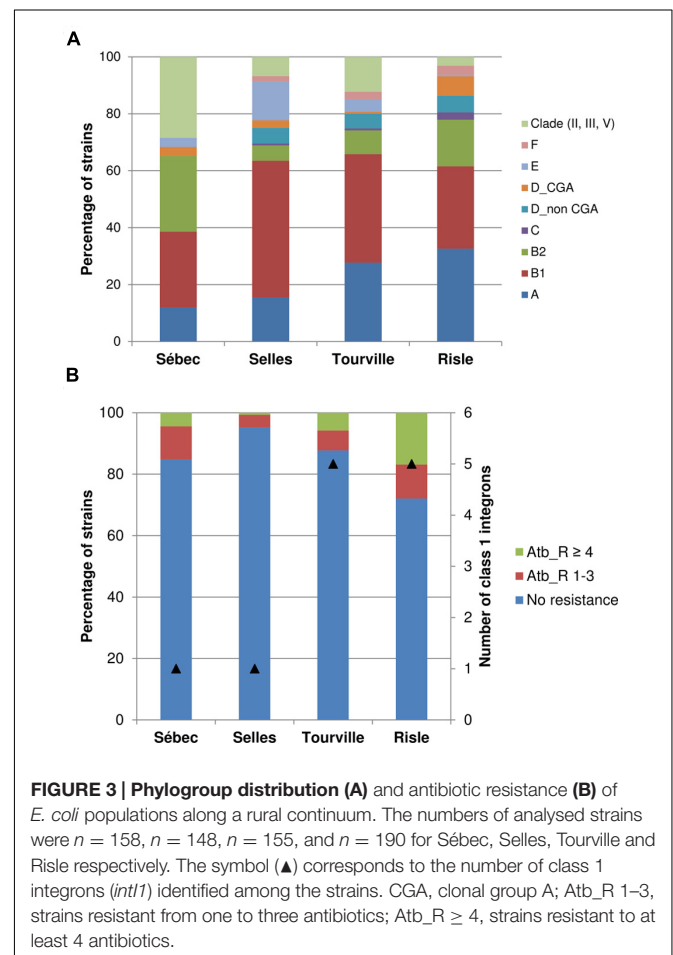 A
100
80
60
40
20
0
Percentage of strains
Sébec Selles Tourville Risle
Clade (II, III, V)
F
E
D_CGA
D_non CGA
C
B2
B1
A
B
100
80
60
40
20
0
Percentage of strains
6
5
4
3
2
1
0
Number of class 1 integrons
Sébec Selles Tourville Risle
Atb_R ≥ 4
Atb_R 1-3
No resistance
FIGURE 3 | Phylogroup distribution (A) and antibiotic resistance (B) of
E. coli populations along a rural continuum. The numbers of analysed strains
were n = 158, n = 148, n = 155, and n = 190 for Sébec, Selles, Tourville and
Risle respectively. The symbol (▲) corresponds to the number of class 1
integrons (intI1) identified among the strains. CGA, clonal group A; Atb_R 1–3,
strains resistant from one to three antibiotics; Atb_R ≥ 4, strains resistant to at
least 4 antibiotics.